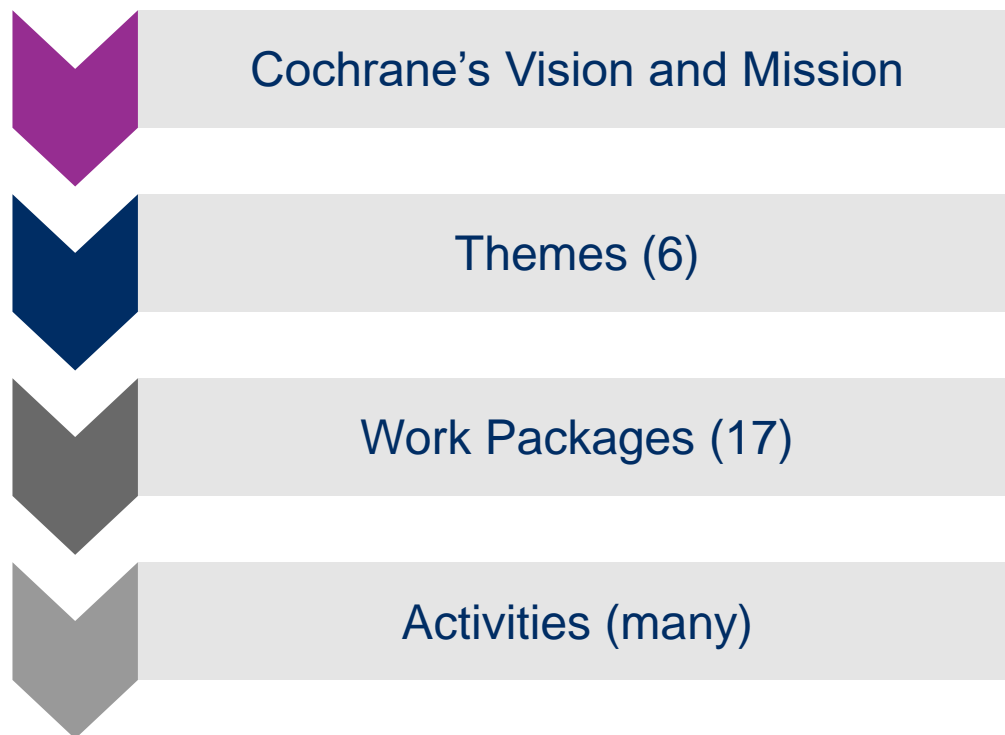 Cochrane’s Vision and Mission
Themes (6)
Work Packages (17)
Activities (many)